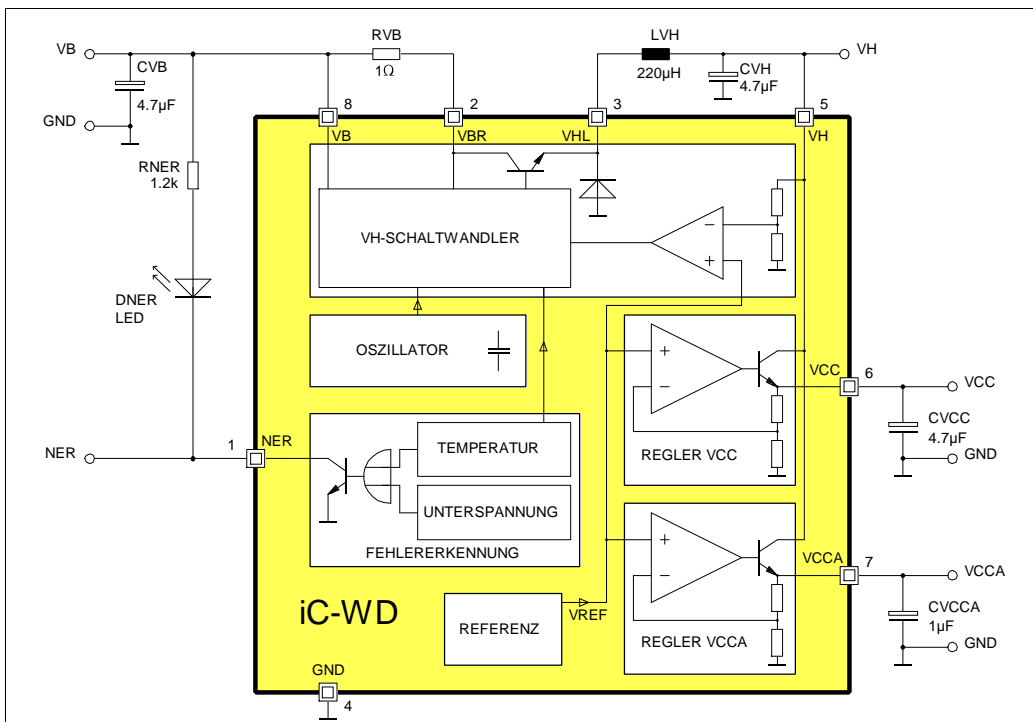 VB
RVB
1Ω
LVH
220µH
VH
CVB
4.7µF
CVH
4.7µF
GND
8
2
3
5
VB
VBR
VHL
VH
RNER
1.2k
VH-SCHALTWANDLER
−
+
DNER
LED
OSZILLATOR
+
−
VCC
6
VCC
CVCC
4.7µF
GND
REGLER VCC
NER
1
NER
TEMPERATUR
UNTERSPANNUNG
FEHLERERKENNUNG
+
−
VCCA
7
VCCA
CVCCA
1µF
GND
REGLER VCCA
iC-WD
REFERENZ
VREF
GND
4